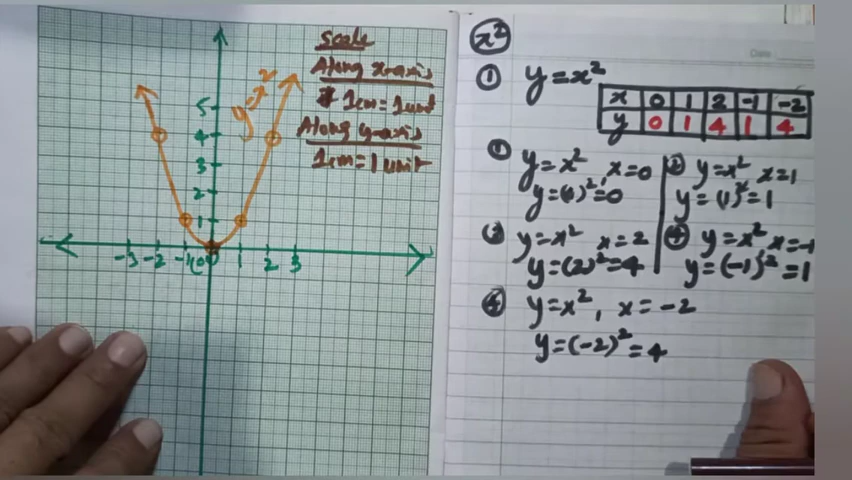 Scale
Along x-axis
1cm = 1unit
Along y-axis
1cm = 1 unit
y=x²
5
4
3
2
1
-3 -2 -1 0 1 2 3
x²
① y = x²
x 0 1 2 -1 -2
y 0 1 4 1 4
① y = x², x=0
y=(0)²=0
② y=x² x=1
y=(1)²=1
③ y=x² x=2
y=(2)²=4
④ y=x² x=-1
y=(-1)²=1
y=x², x=-2
y=(-2)²=4
Date